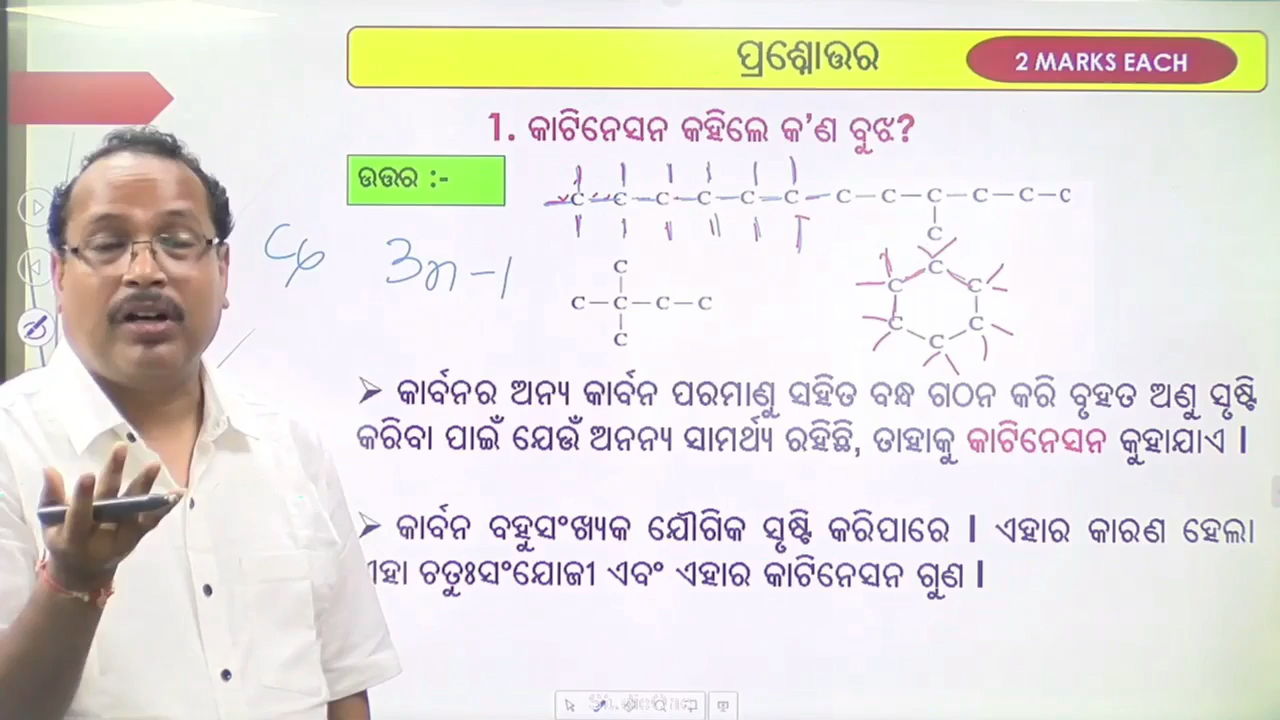 ପ୍ରଶ୍ନୋତ୍ତର
2 MARKS EACH
1. କାଟିନେସନ କହିଲେ କ'ଣ ବୁଝ?
ଉତ୍ତର :-
C — C — C — C — C — C — C — C — C — C — C — C
C
3n-1
C
C — C — C — C
C
C
C C
C C
C
➢ କାର୍ବନର ଅନ୍ୟ କାର୍ବନ ପରମାଣୁ ସହିତ ବନ୍ଧ ଗଠନ କରି ବୃହତ ଅଣୁ ସୃଷ୍ଟି
କରିବା ପାଇଁ ଯେଉଁ ଅନନ୍ୟ ସାମର୍ଥ୍ୟ ରହିଛି, ତାହାକୁ କାଟିନେସନ କୁହାଯାଏ ।
➢ କାର୍ବନ ବହୁସଂଖ୍ୟକ ଯୌଗିକ ସୃଷ୍ଟି କରିପାରେ । ଏହାର କାରଣ ହେଲା
ଚତୁଃସଂଯୋଜୀ ଏବଂ ଏହାର କାଟିନେସନ ଗୁଣ ।